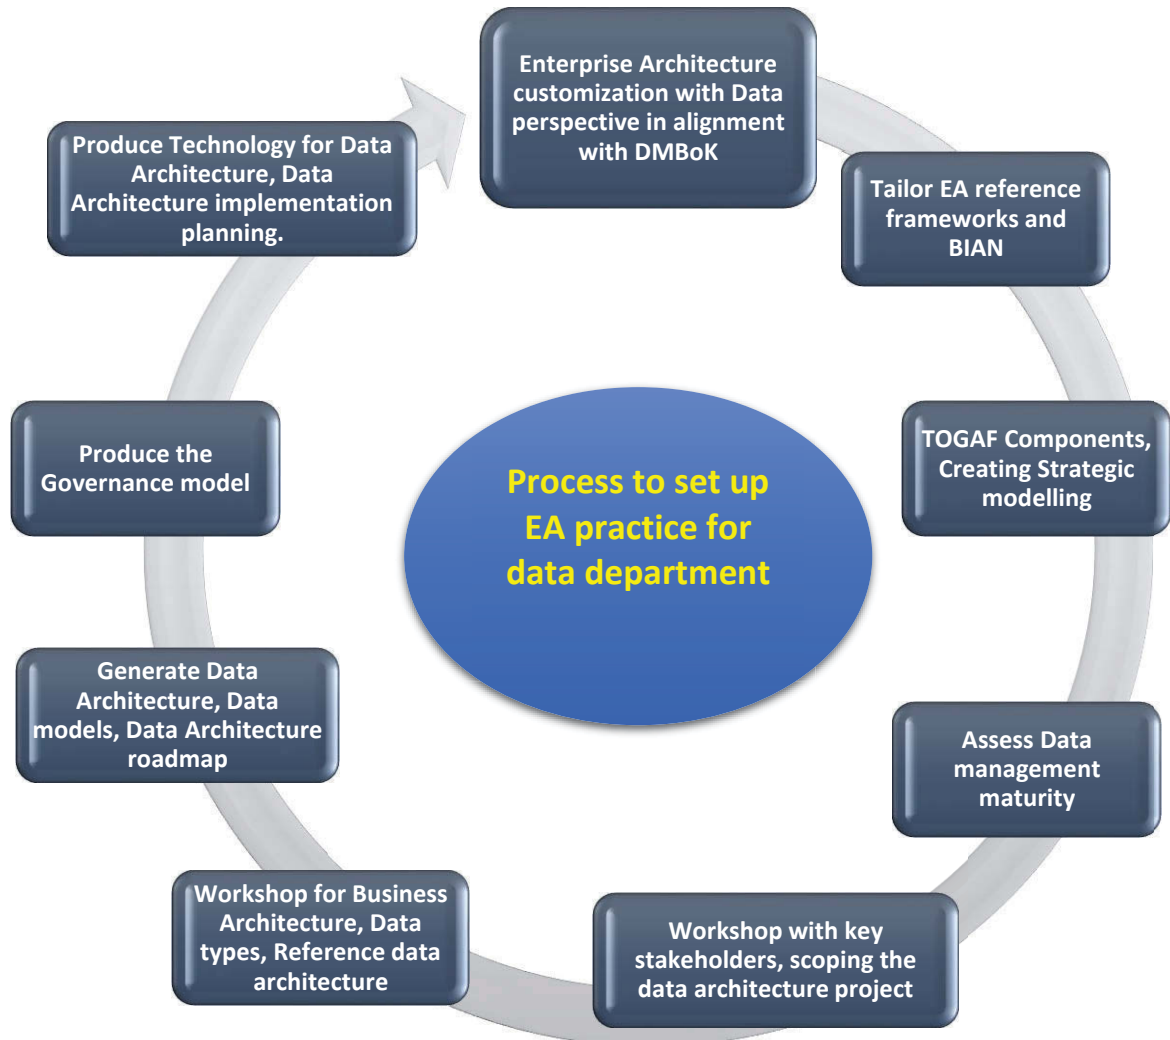 Enterprise Architecture
customization with Data
perspective in alignment
with DMBoK
Tailor EA reference
frameworks and
BIAN
TOGAF Components,
Creating Strategic
modelling
Assess Data
management
maturity
Workshop with key
stakeholders, scoping the
data architecture project
Workshop for Business
Architecture, Data
types, Reference data
architecture
Generate Data
Architecture, Data
models, Data Architecture
roadmap
Produce the
Governance model
Produce Technology for Data
Architecture, Data
Architecture implementation
planning.
Process to set up
EA practice for
data department